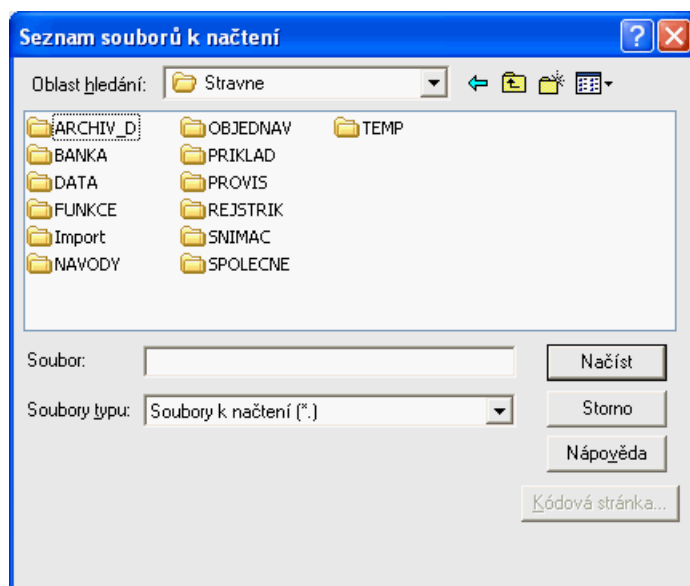 Seznam souborů k načtení
Oblast hledání: Stravne
ARCHIV_D OBJEDNAV TEMP
BANKA PRIKLAD
DATA PROVIS
FUNKCE REJSTRIK
Import SNIMAC
NAVODY SPOLECNE
Soubor: Načíst
Soubory typu: Soubory k načtení (*.) Storno
Nápověda
Kódová stránka...